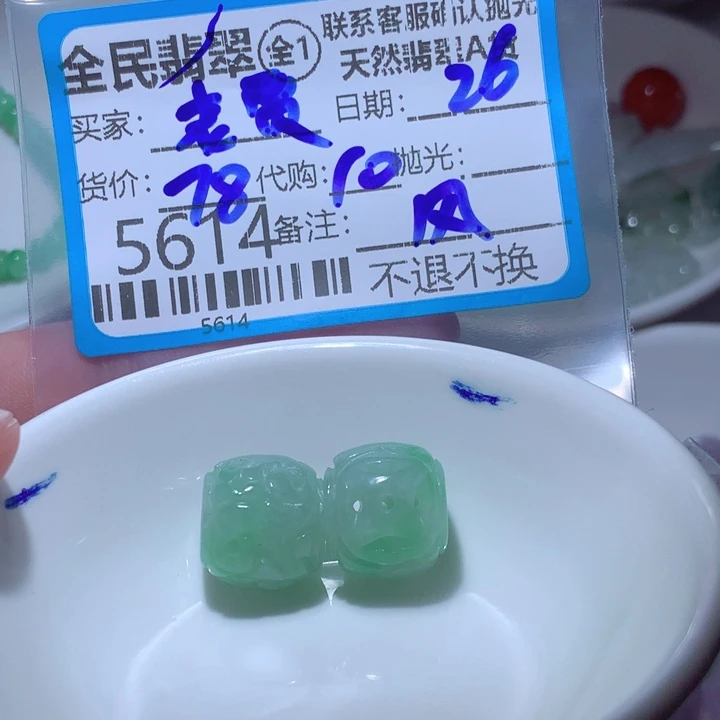 联系客服确认抛光
全民翡翠 全1 天然翡翠A货
买家： 日期：26
货价：78 代购：10 抛光：
5614 备注：风
不退不换
5614